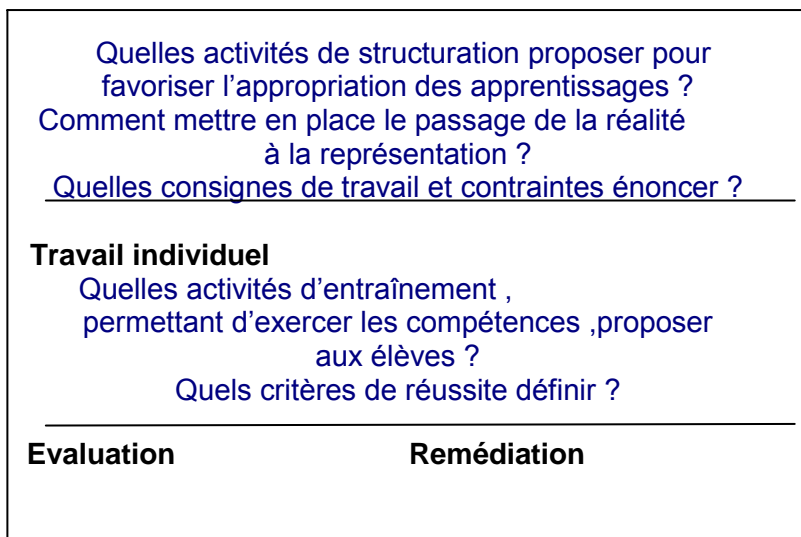 Quelles activités de structuration proposer pour
favoriser l’appropriation des apprentissages ?
Comment mettre en place le passage de la réalité
à la représentation ?
Quelles consignes de travail et contraintes énoncer ?
Travail individuel
Quelles activités d’entraînement ,
permettant d’exercer les compétences ,proposer
aux élèves ?
Quels critères de réussite définir ?
Evaluation Remédiation